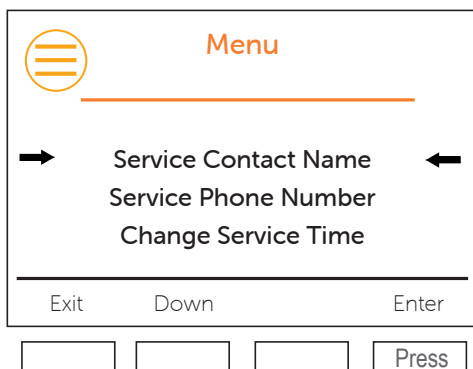 Menu
Service Contact Name
Service Phone Number
Change Service Time
Exit Down Enter
Press